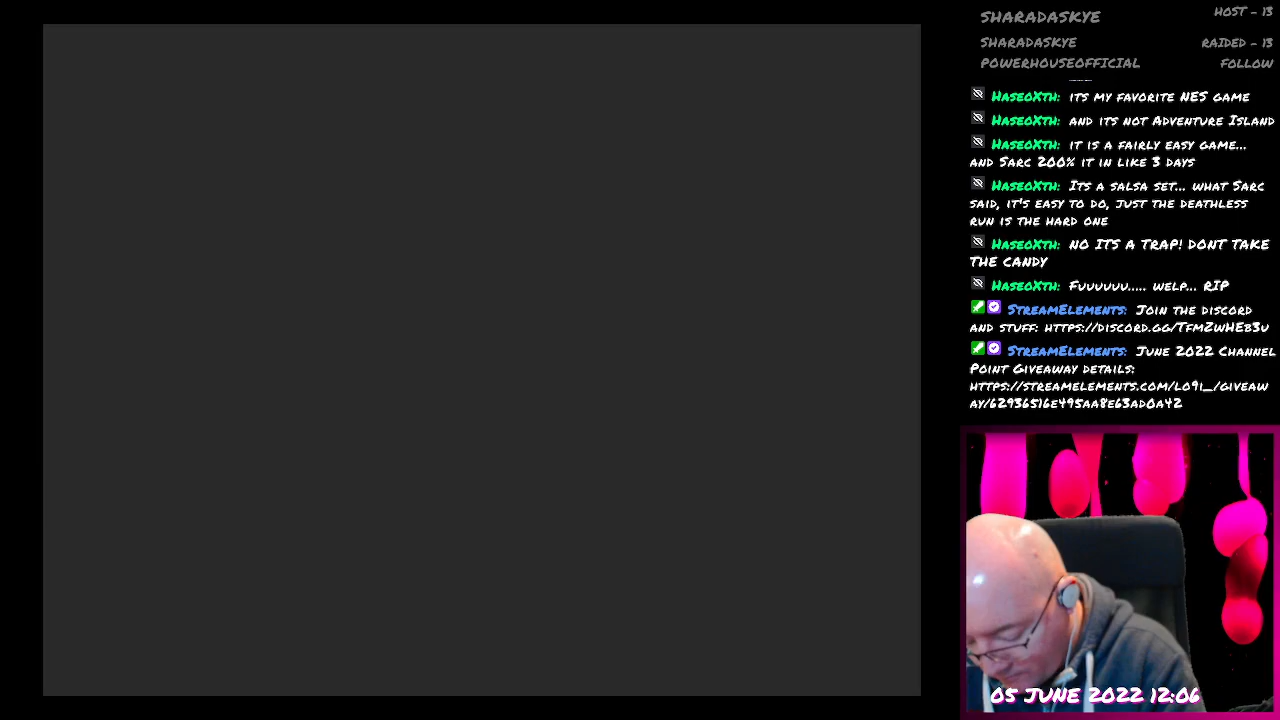 SHARADASKYE HOST - 13
SHARADASKYE RAIDED - 13
POWERHOUSEOFFICIAL FOLLOW
HaseoXth: its my favorite NES game
HaseoXth: and its not Adventure Island
HaseoXth: it is a fairly easy game...
and Sarc 200% it in like 3 days
HaseoXth: Its a salsa set... what Sarc
said, it's easy to do, just the deathless
run is the hard one
HaseoXth: NO ITS A TRAP! DONT TAKE
THE CANDY
HaseoXth: Fuuuuuu..... welp... RIP
StreamElements: Join the discord
and stuff: https://discord.gg/TfmZwHEb3u
StreamElements: June 2022 Channel
Point Giveaway details:
https://streamelements.com/lo9i_/giveaw
ay/62936516e495aa8e63ad0a42
05 JUNE 2022 12:06